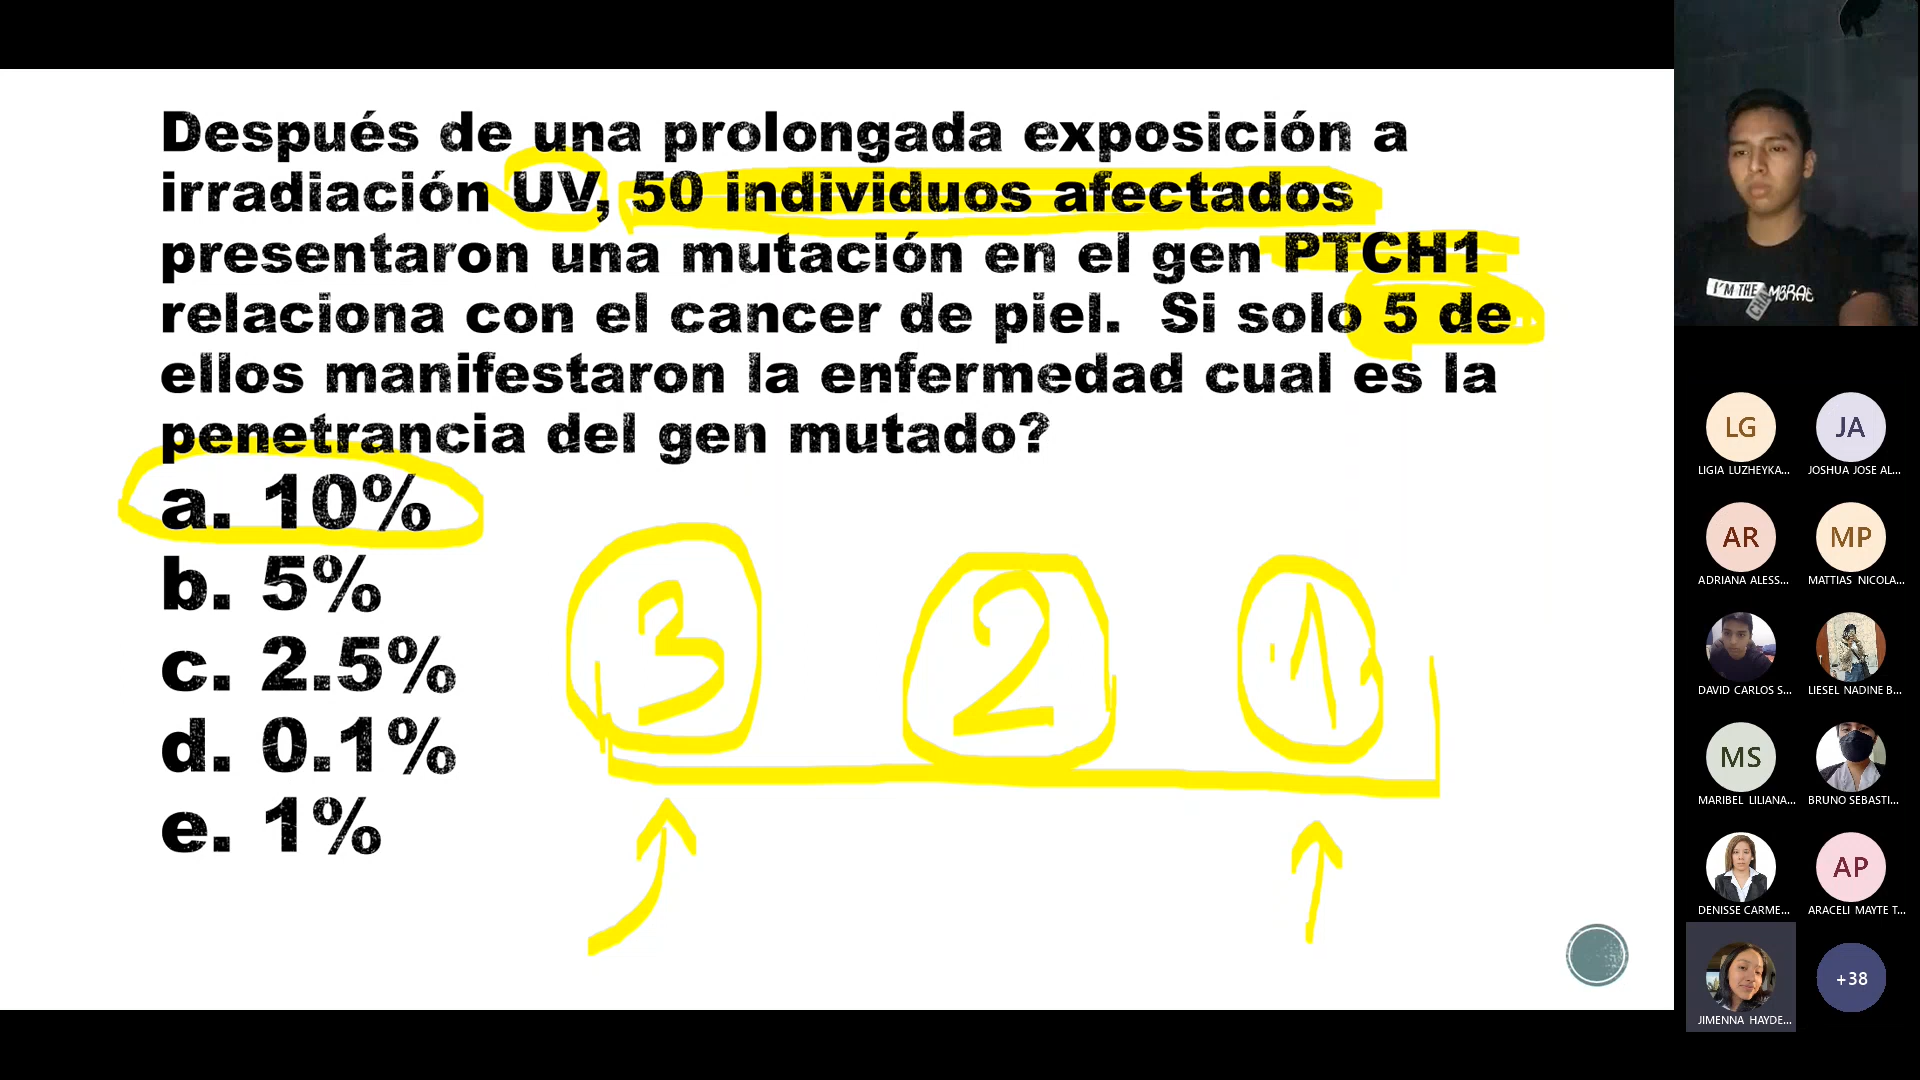 Después de una prolongada exposición a
irradiación UV, 50 individuos afectados
presentaron una mutación en el gen PTCH1
relaciona con el cancer de piel. Si solo 5 de
ellos manifestaron la enfermedad cual es la
penetrancia del gen mutado?
a. 10%
b. 5%
c. 2.5%
d. 0.1%
e. 1%
3 2 1
I'M THE
LG JA
LIGIA LUZHEYKA... JOSHUA JOSE AL...
AR MP
ADRIANA ALESS... MATTIAS NICOLA...
DAVID CARLOS S... LIESEL NADINE B...
MS
MARIBEL LILIANA... BRUNO SEBASTI...
AP
DENISSE CARME... ARACELI MAYTE T...
+38
JIMENNA HAYDE...